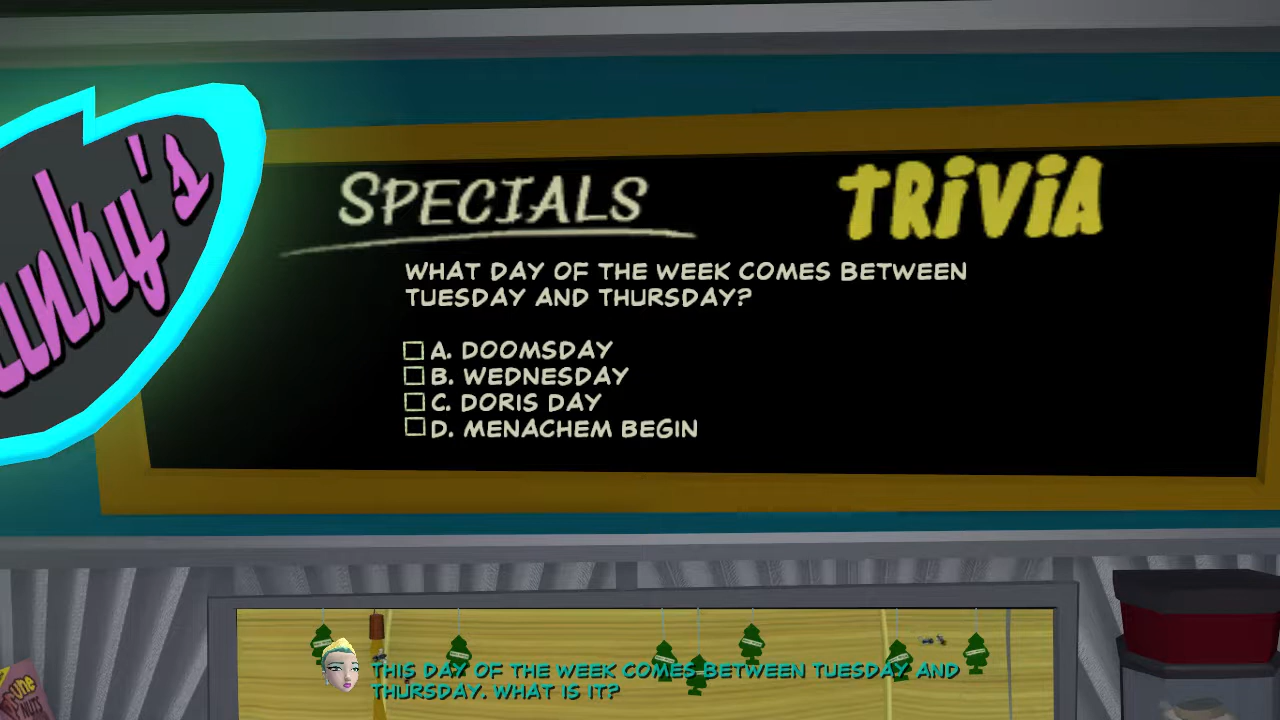 SPECIALS
TRIVIA
WHAT DAY OF THE WEEK COMES BETWEEN
TUESDAY AND THURSDAY?
A. DOOMSDAY
B. WEDNESDAY
C. DORIS DAY
D. MENACHEM BEGIN
THIS DAY OF THE WEEK COMES BETWEEN TUESDAY AND
THURSDAY. WHAT IS IT?